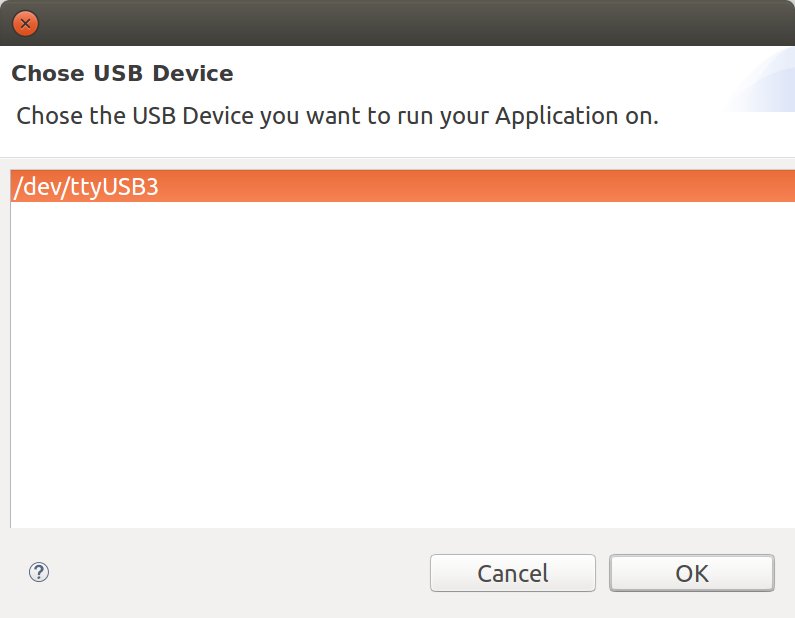 Chose USB Device
Chose the USB Device you want to run your Application on.
/dev/ttyUSB3
?
Cancel
OK